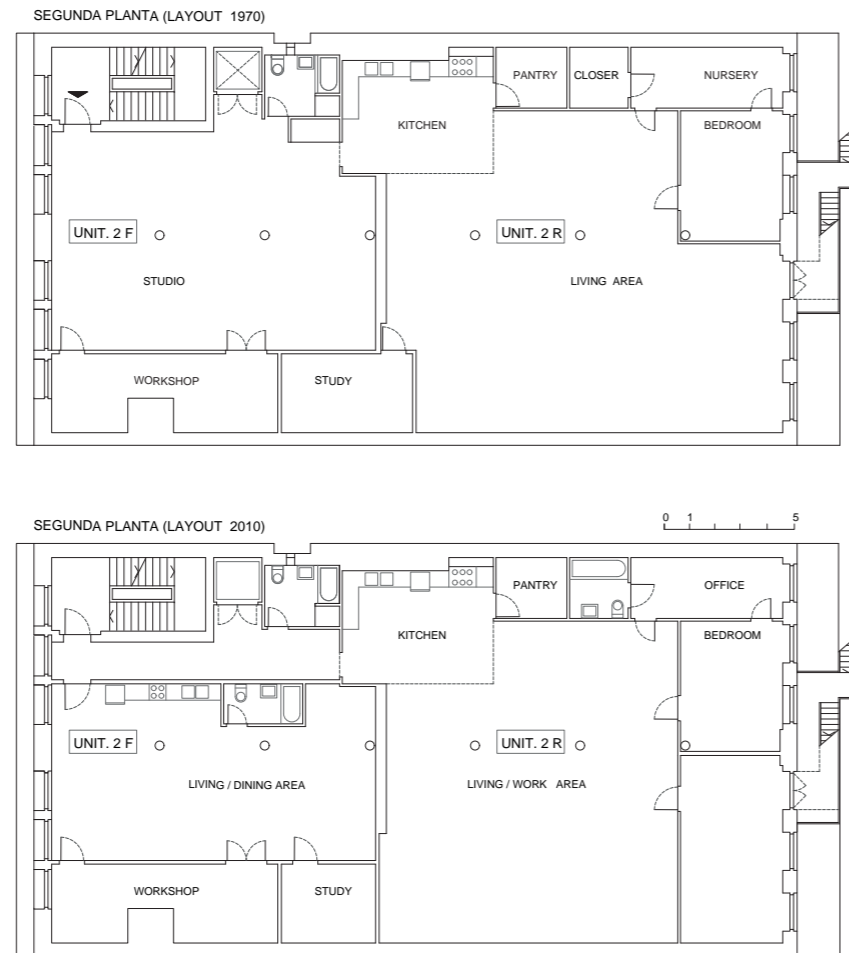 SEGUNDA PLANTA (LAYOUT 1970)
PANTRY
CLOSER
NURSERY
KITCHEN
BEDROOM
UNIT. 2 F
UNIT. 2 R
STUDIO
LIVING AREA
WORKSHOP
STUDY
SEGUNDA PLANTA (LAYOUT 2010)
0 1 5
PANTRY
OFFICE
KITCHEN
BEDROOM
UNIT. 2 F
UNIT. 2 R
LIVING / DINING AREA
LIVING / WORK AREA
WORKSHOP
STUDY